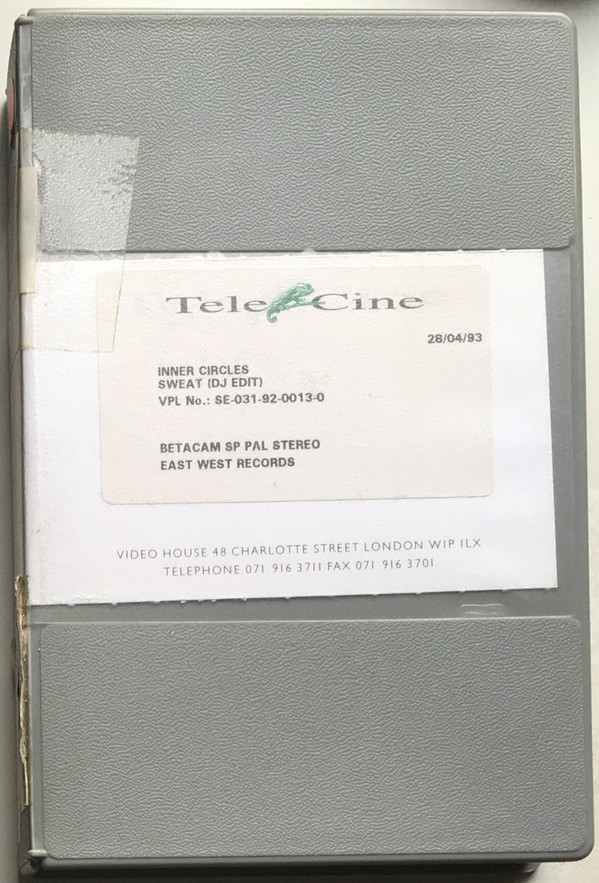 Tele Cine
28/04/93
INNER CIRCLES
SWEAT (DJ EDIT)
VPL No.: SE-031-92-0013-0
BETACAM SP PAL STEREO
EAST WEST RECORDS
VIDEO HOUSE 48 CHARLOTTE STREET LONDON W1P 1LX
TELEPHONE 071 916 3711 FAX 071 916 3701